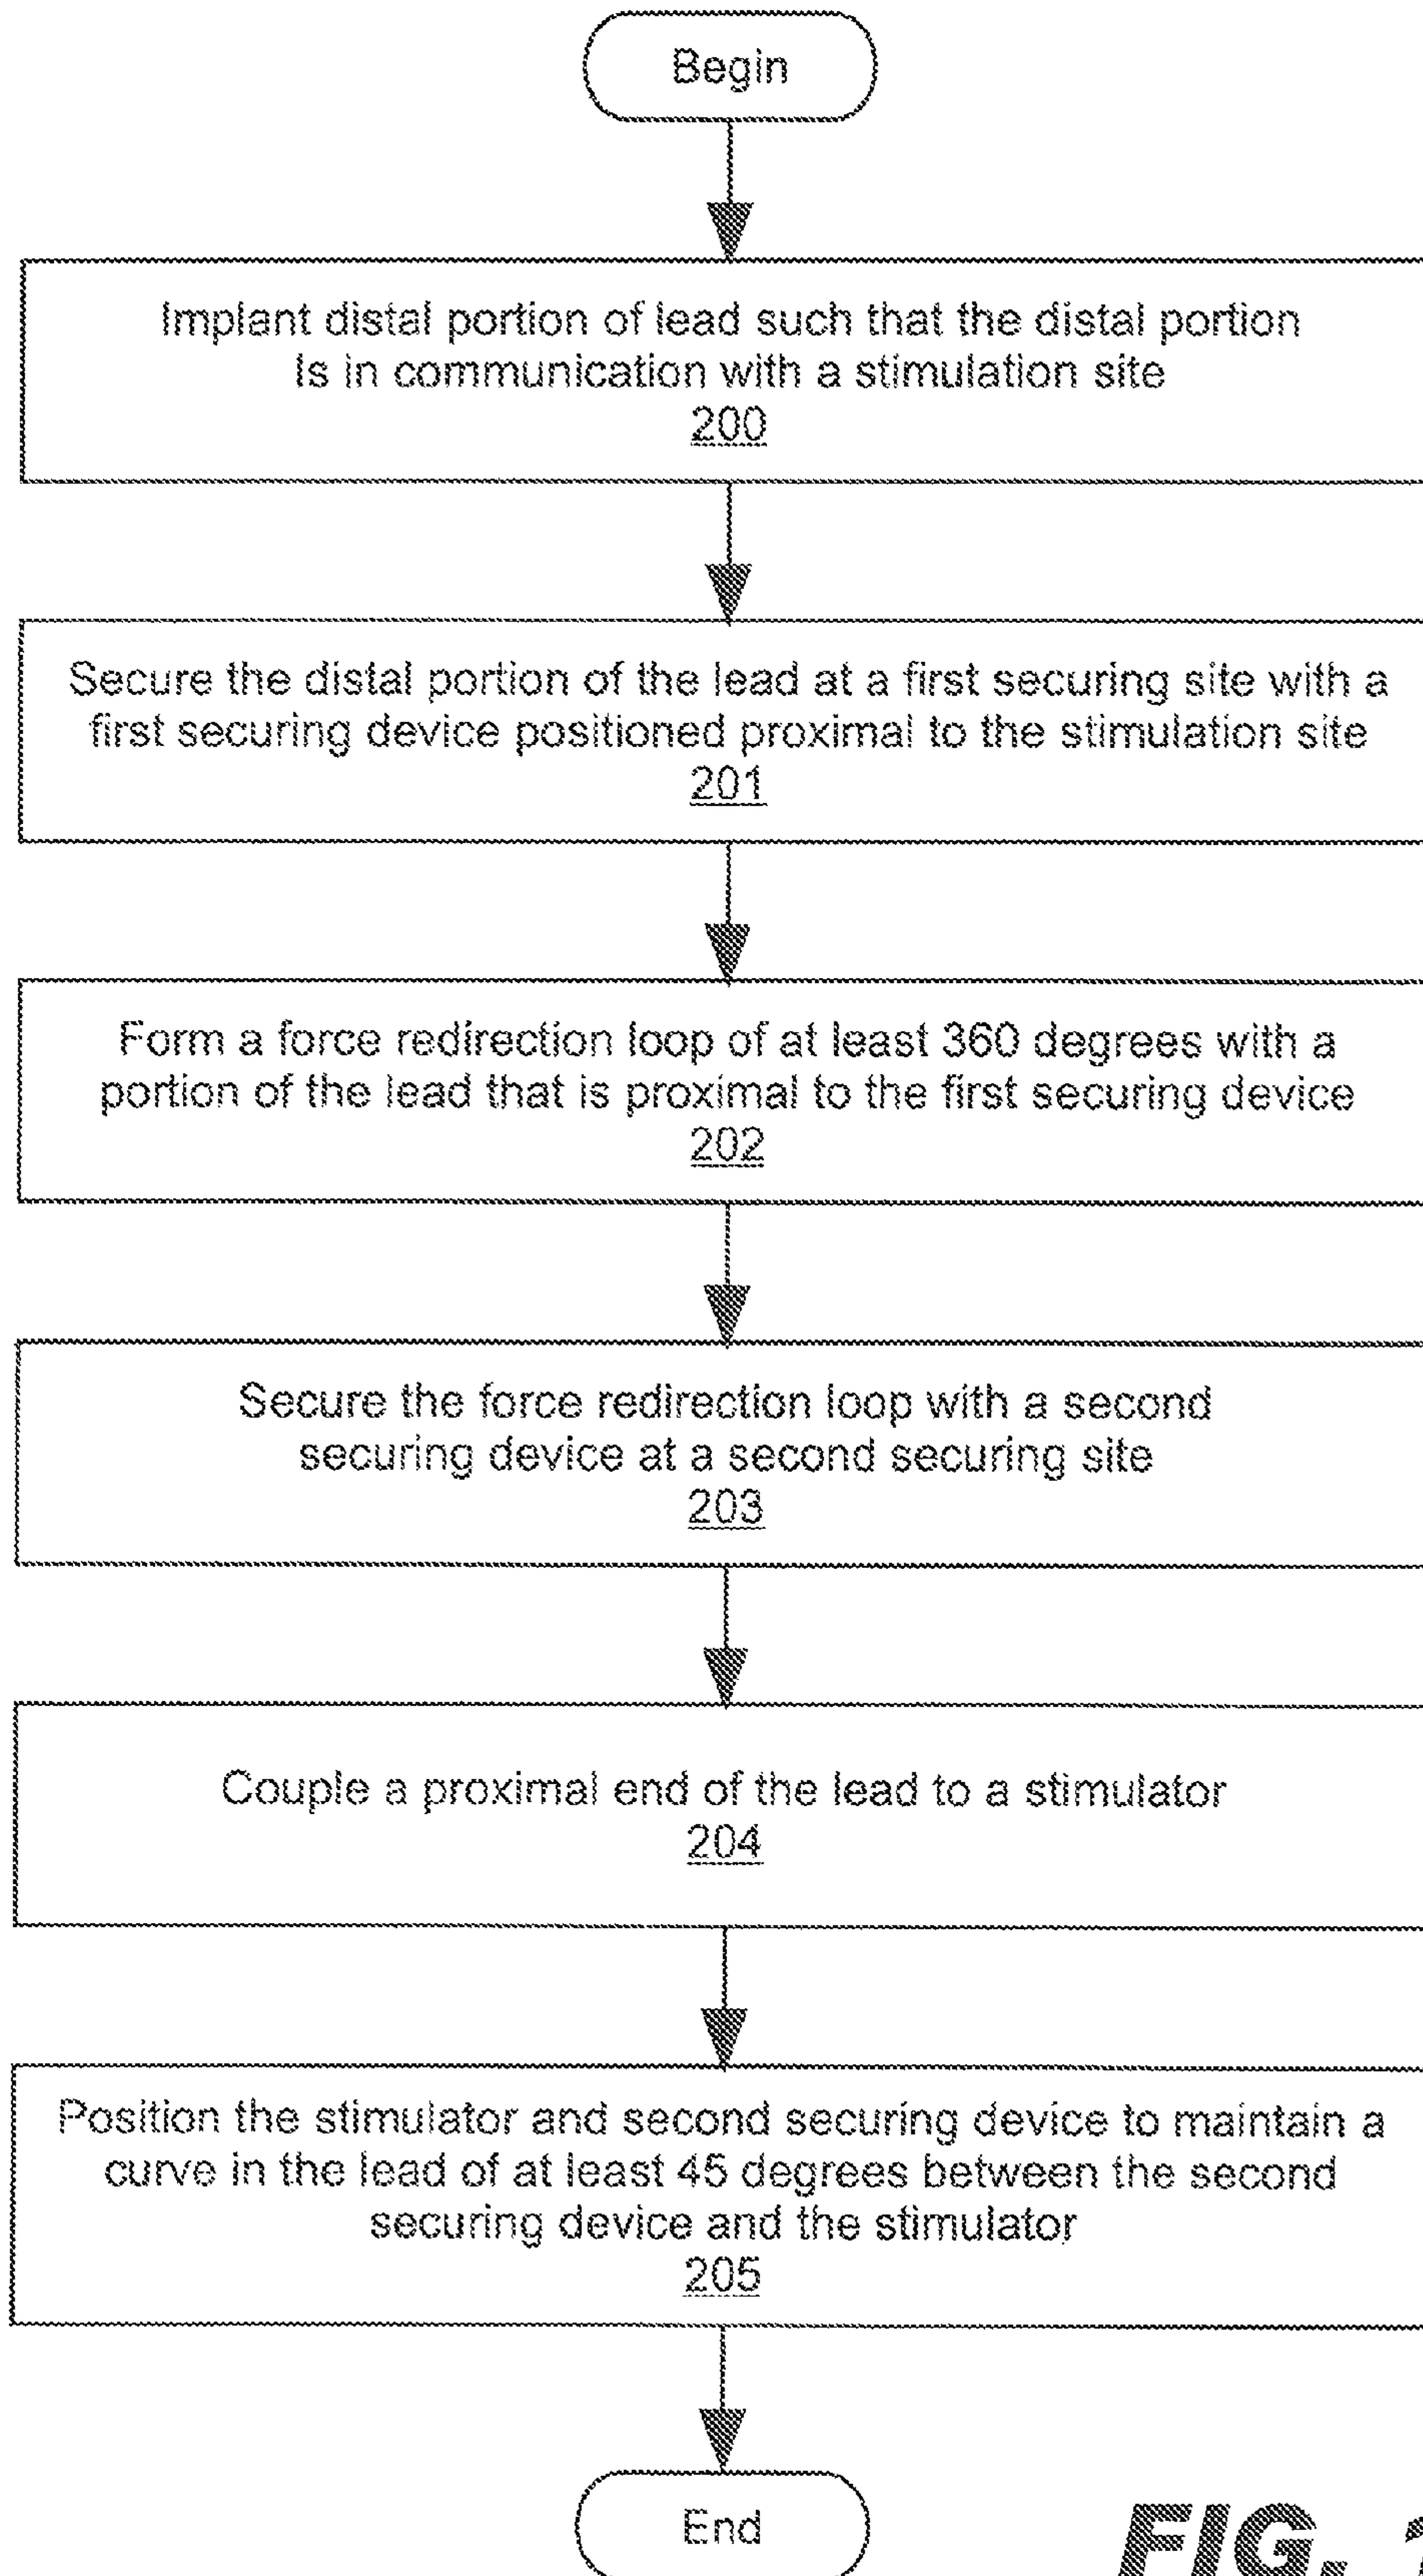 Begin
Implant distal portion of lead such that the distal portion
Is in communication with a stimulation site
200
Secure the distal portion of the lead at a first securing site with a
first securing device positioned proximal to the stimulation site
201
Form a force redirection loop of at least 360 degrees with a
portion of the lead that is proximal to the first securing device
202
Secure the force redirection loop with a second
securing device at a second securing site
203
Couple a proximal end of the lead to a stimulator
204
Position the stimulator and second securing device to maintain a
curve in the lead of at least 45 degrees between the second
securing device and the stimulator
205
End
FIG.